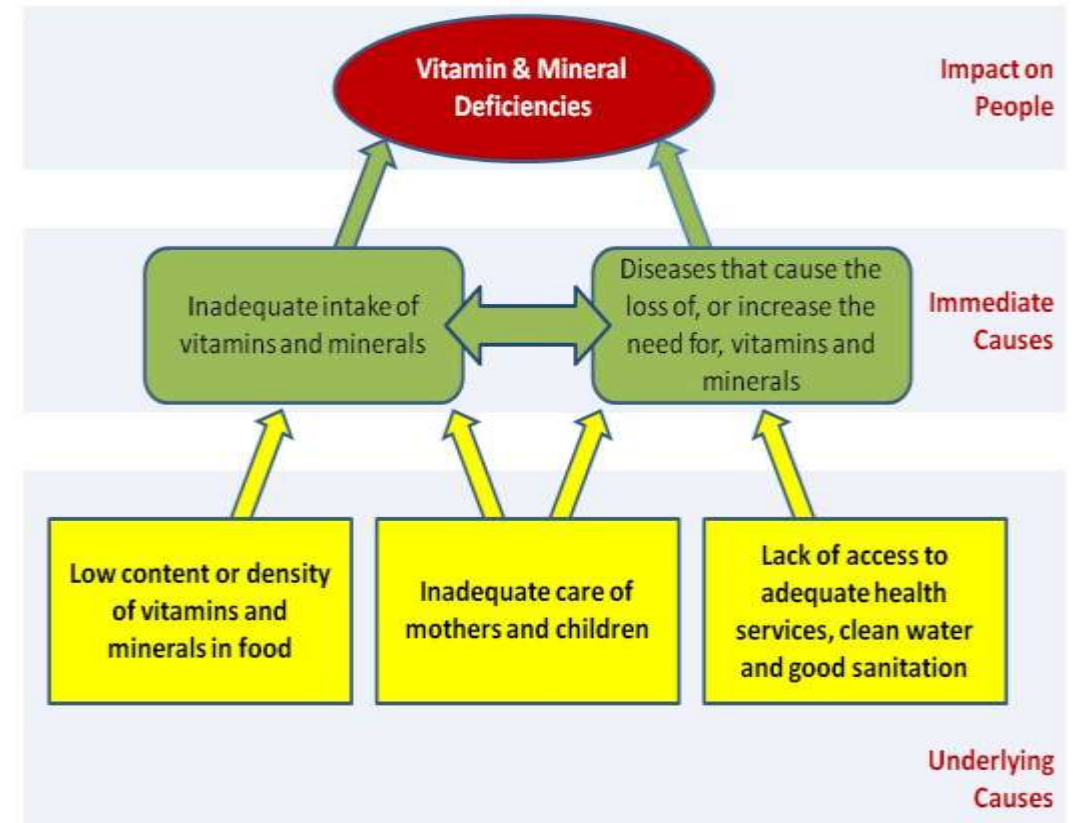 Vitamin & Mineral
Deficiencies
Impact on
People
Inadequate intake of
vitamins and minerals
Diseases that cause the
loss of, or increase the
need for, vitamins and
minerals
Immediate
Causes
Low content or density
of vitamins and
minerals in food
Inadequate care of
mothers and children
Lack of access to
adequate health
services, clean water
and good sanitation
Underlying
Causes